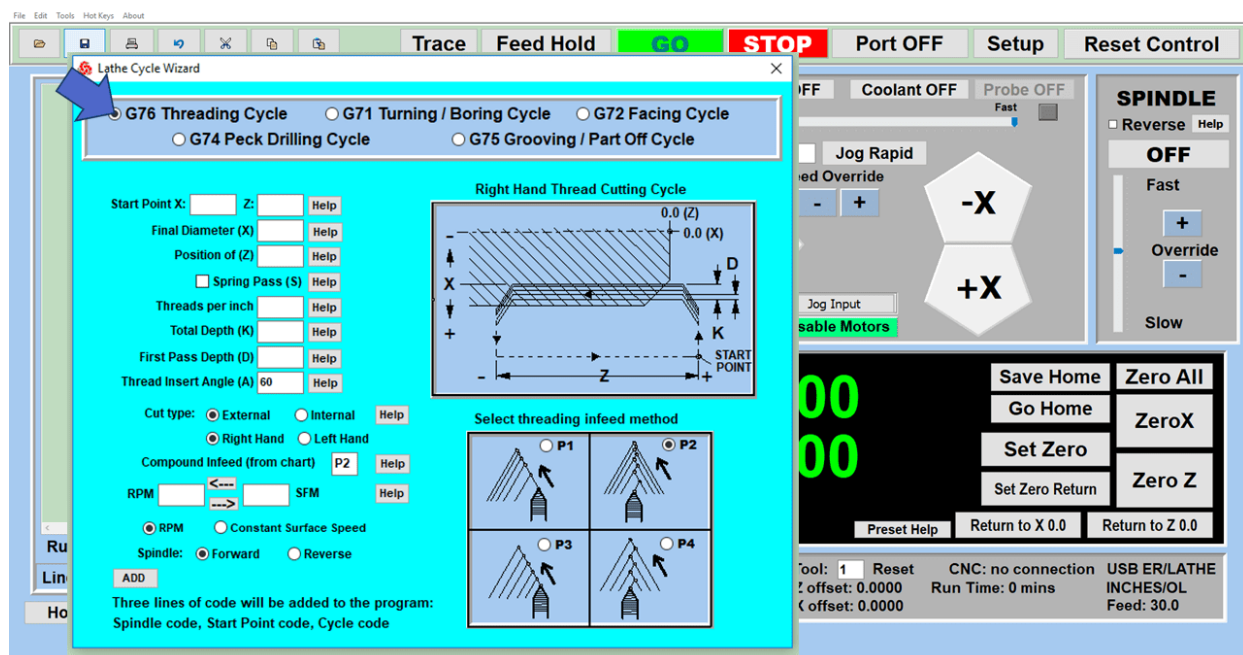 File Edit Tools Hot Keys About
Trace Feed Hold GO STOP Port OFF Setup Reset Control
Lathe Cycle Wizard
G76 Threading Cycle G71 Turning / Boring Cycle G72 Facing Cycle
G74 Peck Drilling Cycle G75 Grooving / Part Off Cycle
Start Point X: Z: Help
Final Diameter (X) Help
Position of (Z) Help
Spring Pass (S) Help
Threads per inch Help
Total Depth (K) Help
First Pass Depth (D) Help
Thread Insert Angle (A) 60 Help
Cut type: External Internal Help
Right Hand Left Hand
Compound Infeed (from chart) P2 Help
RPM <--- SFM Help
--->
RPM Constant Surface Speed
Spindle: Forward Reverse
ADD
Three lines of code will be added to the program:
Spindle code, Start Point code, Cycle code
Right Hand Thread Cutting Cycle
0.0 (Z)
- 0.0 (X)
D
X
+ K
START
POINT
- Z +
Select threading infeed method
P1 P2
P3 P4
Ru
Lin
Ho
FF Coolant OFF Probe OFF
Fast
Jog Rapid
ed Override
- +
-X
+X
Jog Input
sable Motors
SPINDLE
Reverse Help
OFF
Fast
+
Override
-
Slow
00
00
Save Home Zero All
Go Home ZeroX
Set Zero
Set Zero Return Zero Z
Preset Help Return to X 0.0 Return to Z 0.0
Tool: 1 Reset CNC: no connection USB ER/LATHE
Z offset: 0.0000 Run Time: 0 mins INCHES/OL
X offset: 0.0000 Feed: 30.0